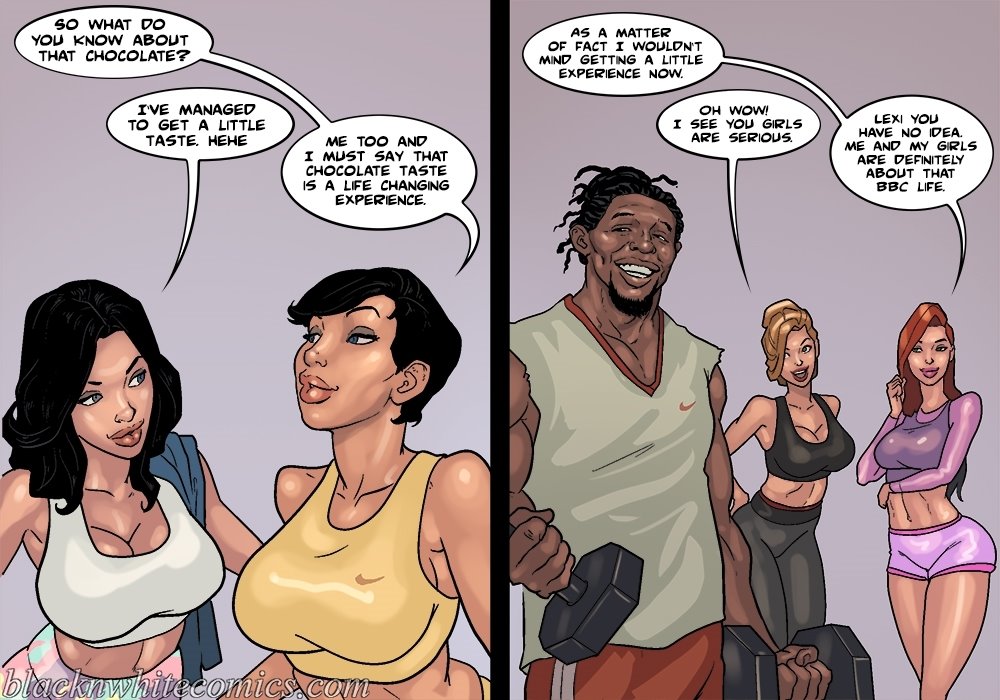 SO WHAT DO
YOU KNOW ABOUT
THAT CHOCOLATE?
I'VE MANAGED
TO GET A LITTLE
TASTE. HEHE
ME TOO AND
I MUST SAY THAT
CHOCOLATE TASTE
IS A LIFE CHANGING
EXPERIENCE.
AS A MATTER
OF FACT I WOULDN'T
MIND GETTING A LITTLE
EXPERIENCE NOW.
OH WOW!
I SEE YOU GIRLS
ARE SERIOUS.
LEXI YOU
HAVE NO IDEA.
ME AND MY GIRLS
ARE DEFINITELY
ABOUT THAT
BBC LIFE.
blacknwhitecomics.com